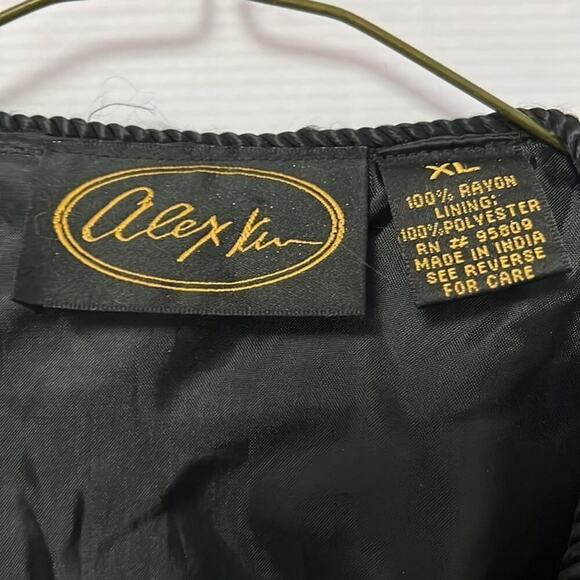 alex Kim
XL
100% RAYON
LINING:
100% POLYESTER
RN # 95809
MADE IN INDIA
SEE REVERSE
FOR CARE